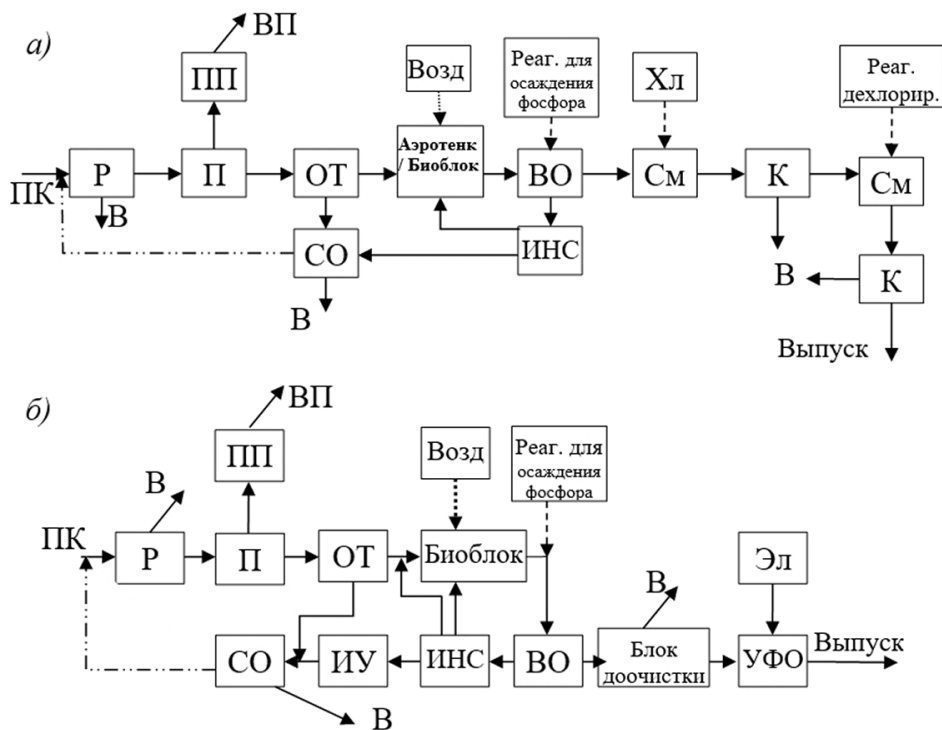 а)
ВП
ПП
Возд
Реаг. для
осаждения
фосфора
Хл
Реаг.
дехлорир.
ПК
Р
П
ОТ
Аэротенк
/ Биоблок
ВО
См
К
См
В
СО
ИНС
В
В
К
Выпуск
б)
ВП
ПП
Возд
Реаг. для
осаждения
фосфора
В
ПК
Р
П
ОТ
Биоблок
Эл
В
СО
ИУ
ИНС
ВО
Блок
доочистки
УФО
Выпуск
В